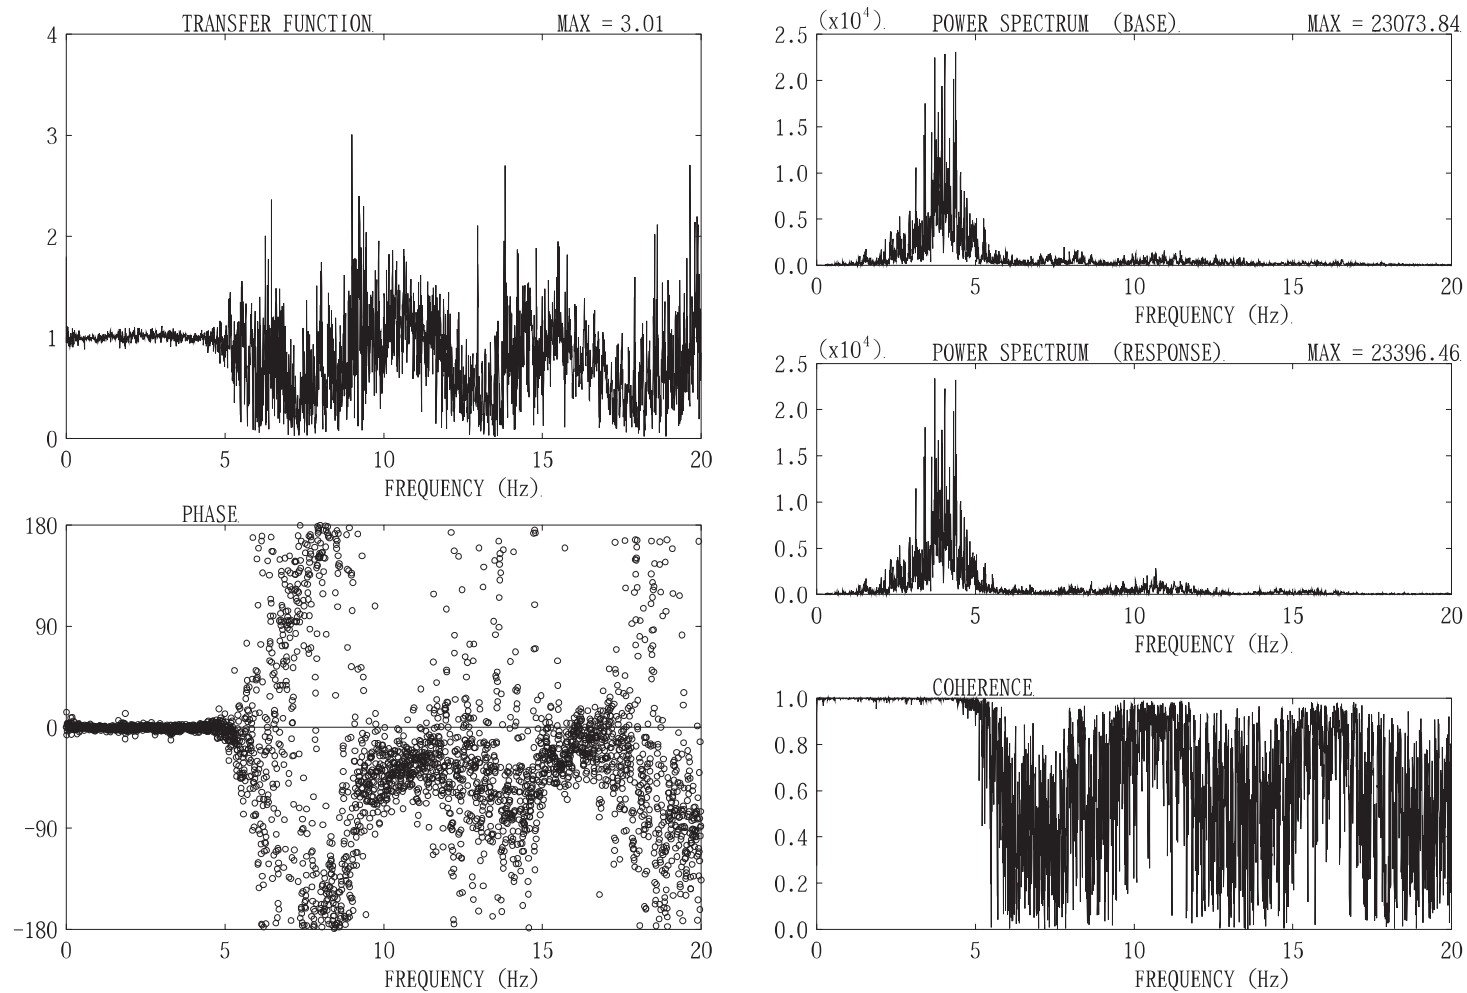 TRANSFER FUNCTION. MAX = 3.01
4
3
2
1
0
0 5 10 15 20
FREQUENCY (Hz).
PHASE.
180
90
0
-90
-180
0 5 10 15 20
FREQUENCY (Hz)
(x10⁴). POWER SPECTRUM (BASE). MAX = 23073.84.
2.5
2.0
1.5
1.0
0.5
0.0
0 5 10 15 20
FREQUENCY (Hz).
(x10⁴). POWER SPECTRUM (RESPONSE). MAX = 23396.46.
2.5
2.0
1.5
1.0
0.5
0.0
0 5 10 15 20
FREQUENCY (Hz).
COHERENCE.
1.0
0.8
0.6
0.4
0.2
0.0
0 5 10 15 20
FREQUENCY (Hz)